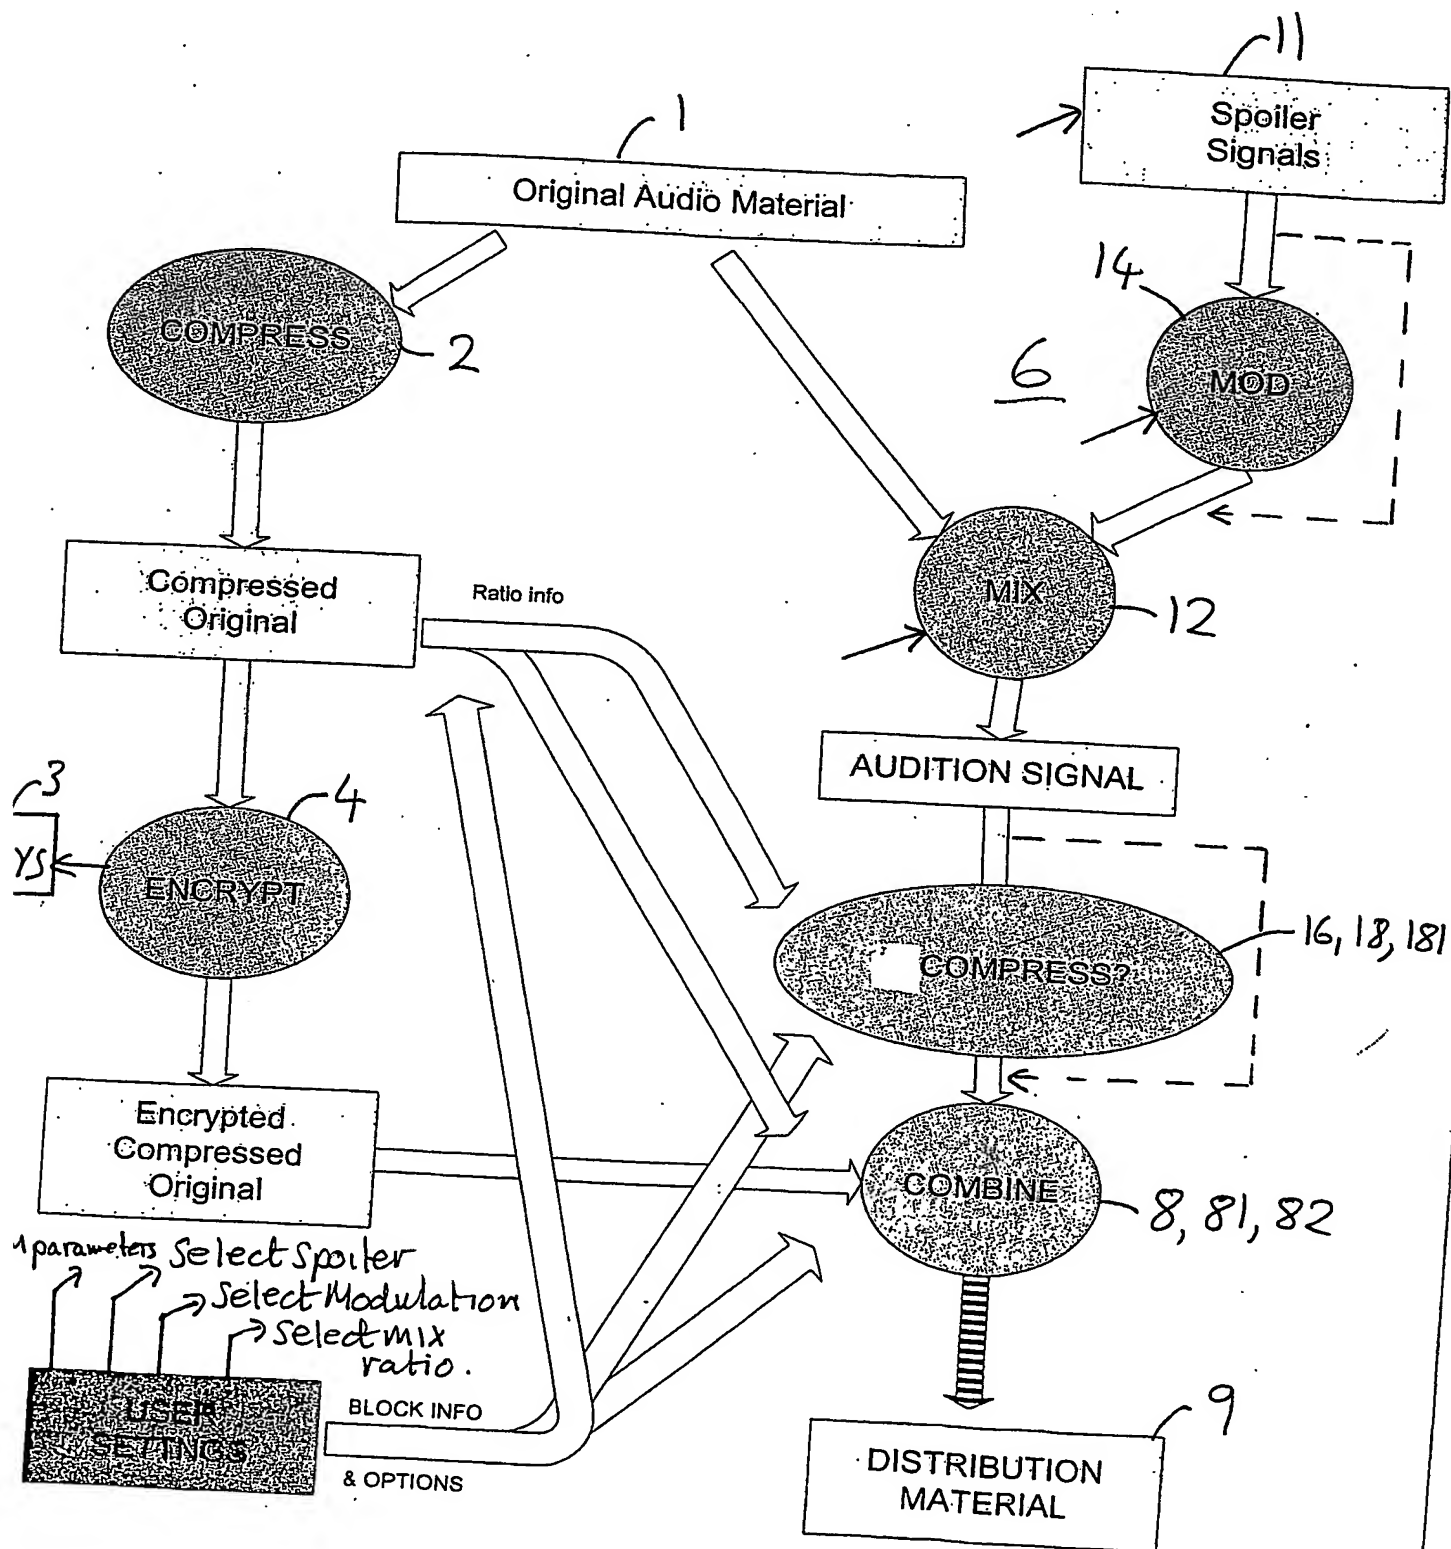 11
Spoiler
Signals
1
Original Audio Material
14
COMPRESS
2
6
MOD
MIX
12
Compressed
Original
Ratio info
AUDITION SIGNAL
3
4
YS
ENCRYPT
COMPRESS?
16, 18, 181
Encrypted
Compressed
Original
COMBINE
8, 81, 82
parameters
Select Spoiler
Select Modulation
Select mix
ratio.
USER
SETTNGS
BLOCK INFO
& OPTIONS
9
DISTRIBUTION
MATERIAL